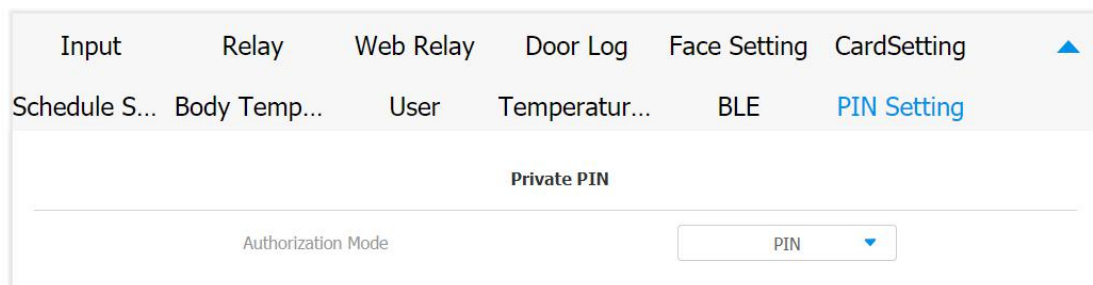 Input Relay Web Relay Door Log Face Setting CardSetting
Schedule S... Body Temp... User Temperatur... BLE PIN Setting
Private PIN
Authorization Mode PIN